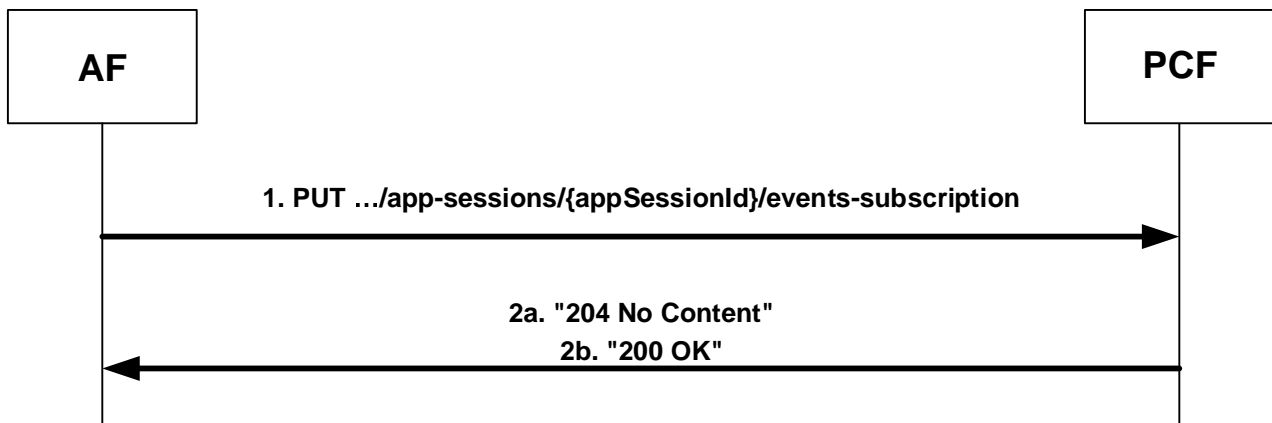 AF
PCF
1. PUT …/app-sessions/{appSessionId}/events-subscription
2a. "204 No Content"
2b. "200 OK"